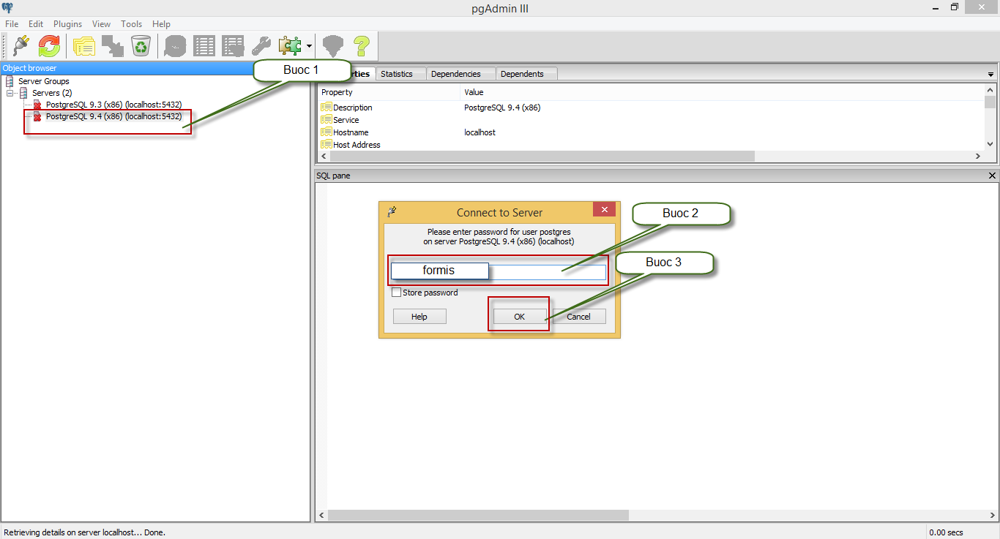 pgAdmin III
File Edit Plugins View Tools Help
Object browser
Server Groups
Servers (2)
PostgreSQL 9.3 (x86) (localhost:5432)
PostgreSQL 9.4 (x86) (localhost:5432)
Buoc 1
rties Statistics Dependencies Dependents
Property Value
Description PostgreSQL 9.4 (x86)
Service
Hostname localhost
Host Address
SQL pane
Connect to Server
Please enter password for user postgres
on server PostgreSQL 9.4 (x86) (localhost)
formis
Store password
Help OK Cancel
Buoc 2
Buoc 3
Retrieving details on server localhost... Done.
0.00 secs